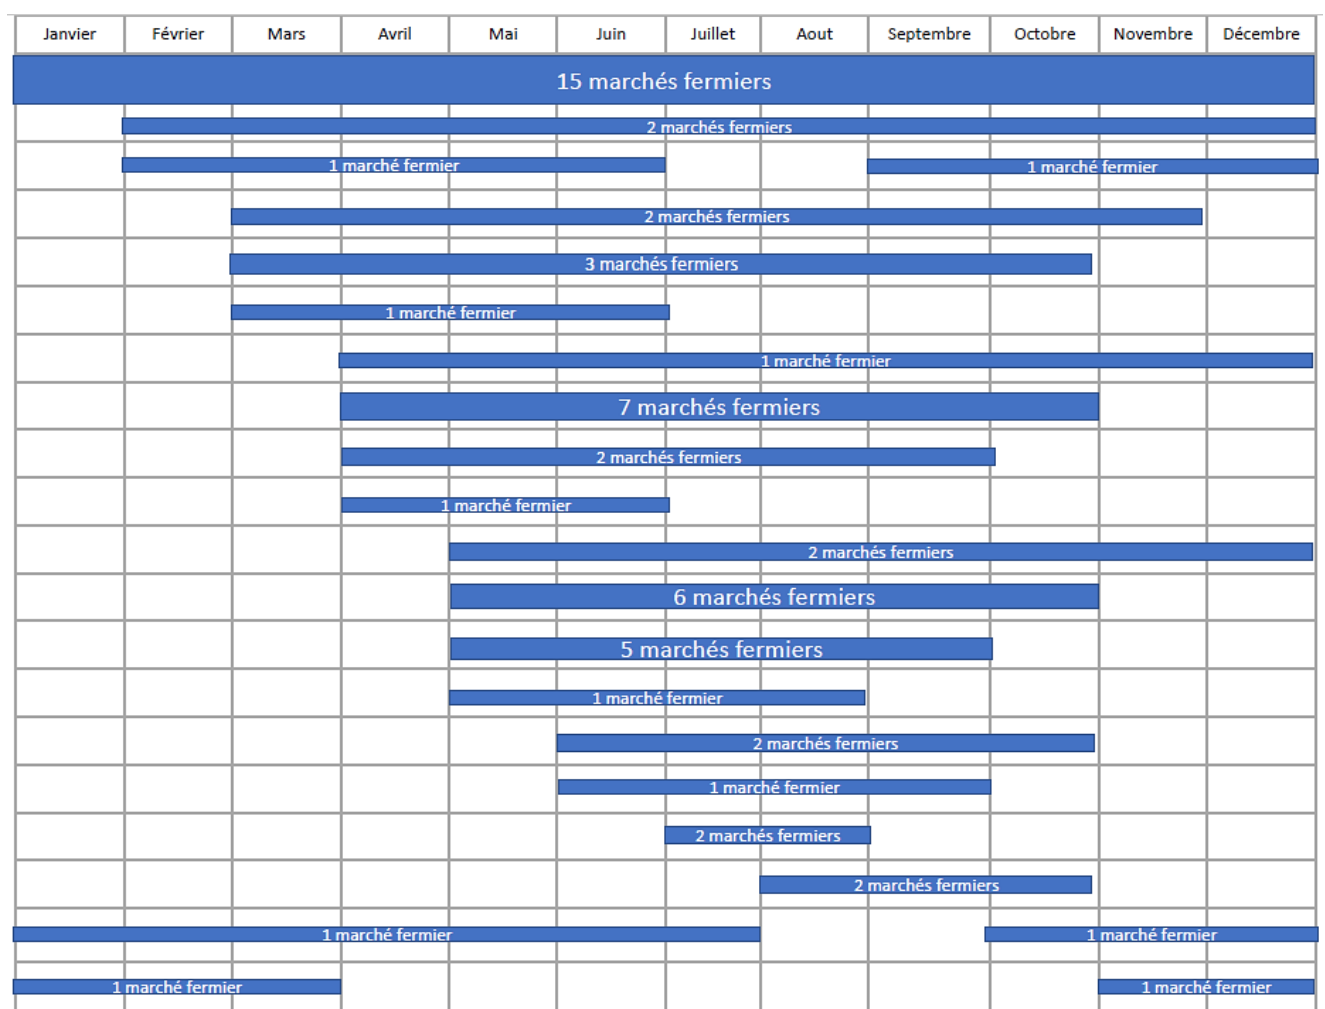 Janvier Février Mars Avril Mai Juin Juillet Aout Septembre Octobre Novembre Décembre
15 marchés fermiers
2 marchés fermiers
1 marché fermier 1 marché fermier
2 marchés fermiers
3 marchés fermiers
1 marché fermier
1 marché fermier
7 marchés fermiers
2 marchés fermiers
1 marché fermier
2 marchés fermiers
6 marchés fermiers
5 marchés fermiers
1 marché fermier
2 marchés fermiers
1 marché fermier
2 marchés fermiers
2 marchés fermiers
1 marché fermier 1 marché fermier
1 marché fermier 1 marché fermier